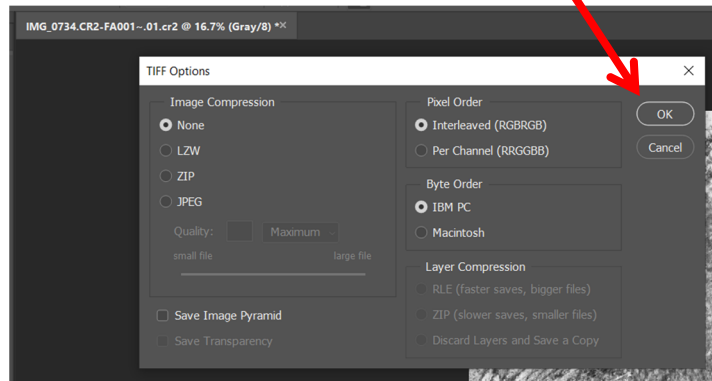 IMG_0734.CR2-FA001~.01.cr2 @ 16.7% (Gray/8) *
TIFF Options
Image Compression
None
LZW
ZIP
JPEG
Quality:
Maximum
small file
large file
Save Image Pyramid
Save Transparency
Pixel Order
Interleaved (RGBRGB)
Per Channel (RRGGBB)
Byte Order
IBM PC
Macintosh
Layer Compression
RLE (faster saves, bigger files)
ZIP (slower saves, smaller files)
Discard Layers and Save a Copy
OK
Cancel